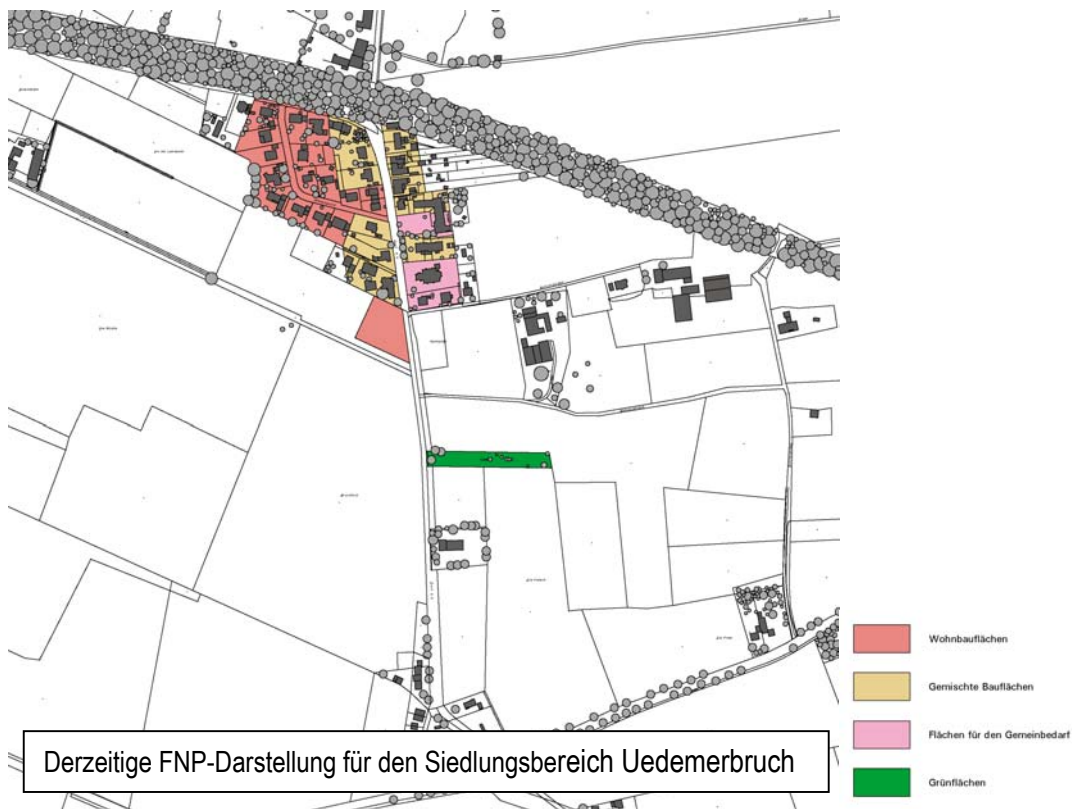 Wohnbauflächen
Gemischte Bauflächen
Flächen für den Gemeinbedarf
Grünflächen
Derzeitige FNP-Darstellung für den Siedlungsbereich Uedemerbruch